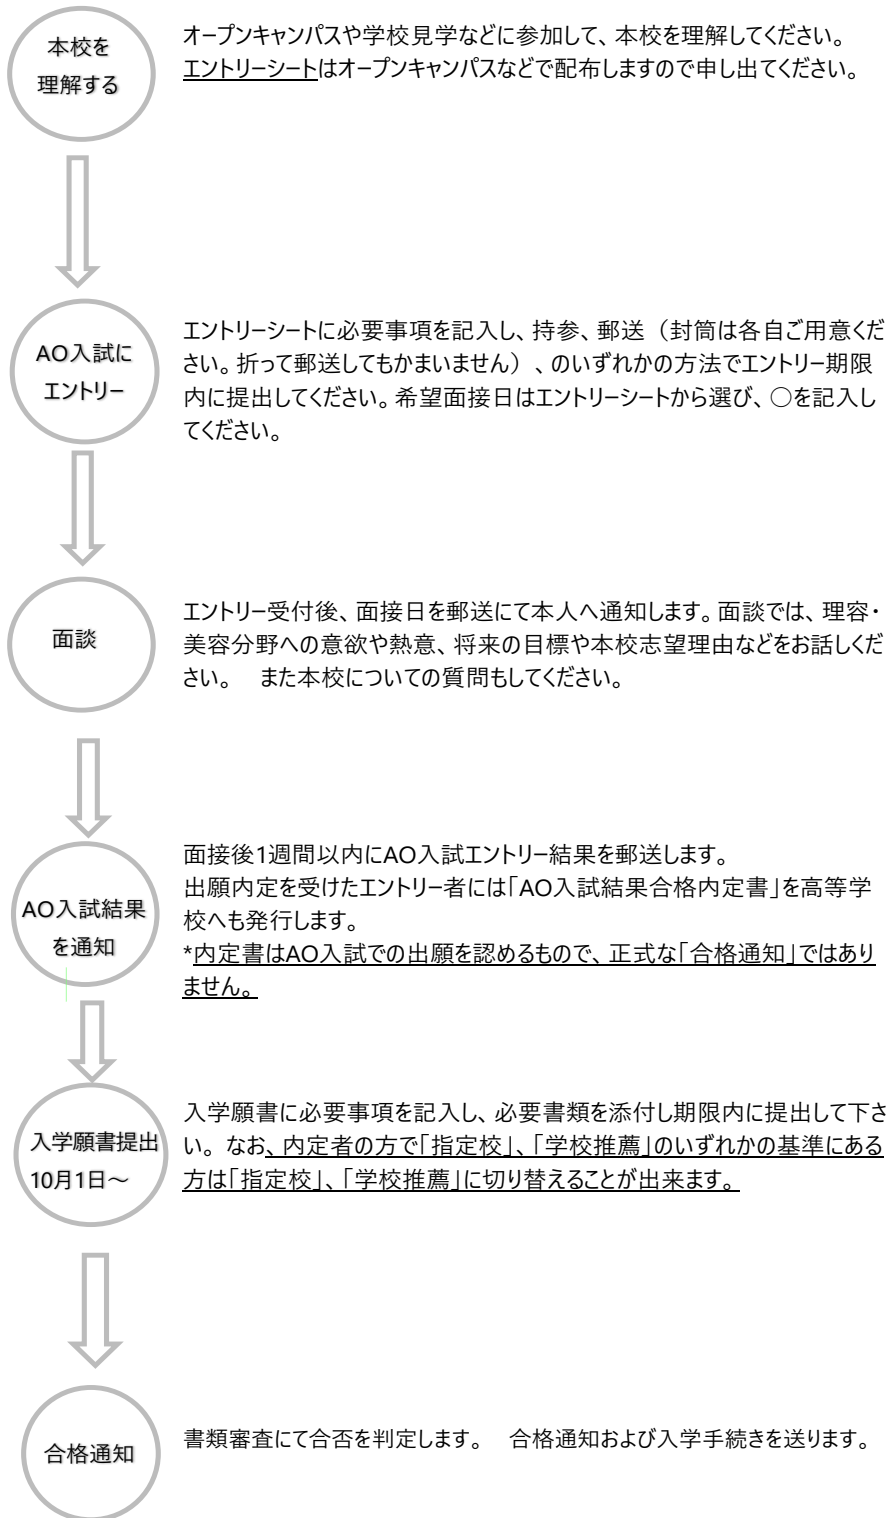 本校を
理解する
オープンキャンパスや学校見学などに参加して、本校を理解してください。
エントリーシートはオープンキャンパスなどで配布しますので申し出てください。
AO入試に
エントリー
エントリーシートに必要事項を記入し、持参、郵送（封筒は各自ご用意くだ
さい。折って郵送してもかまいません）、のいずれかの方法でエントリー期限
内に提出してください。希望面接日はエントリーシートから選び、○を記入し
てください。
面談
エントリー受付後、面接日を郵送にて本人へ通知します。面談では、理容・
美容分野への意欲や熱意、将来の目標や本校志望理由などをお話しくだ
さい。　また本校についての質問もしてください。
AO入試結果
を通知
面接後1週間以内にAO入試エントリー結果を郵送します。
出願内定を受けたエントリー者には「AO入試結果合格内定書」を高等学
校へも発行します。
*内定書はAO入試での出願を認めるもので、正式な「合格通知」ではあり
ません。
入学願書提出
10月1日～
入学願書に必要事項を記入し、必要書類を添付し期限内に提出して下さ
い。なお、内定者の方で「指定校」、「学校推薦」のいずれかの基準にある
方は「指定校」、「学校推薦」に切り替えることが出来ます。
合格通知
書類審査にて合否を判定します。　合格通知および入学手続きを送ります。